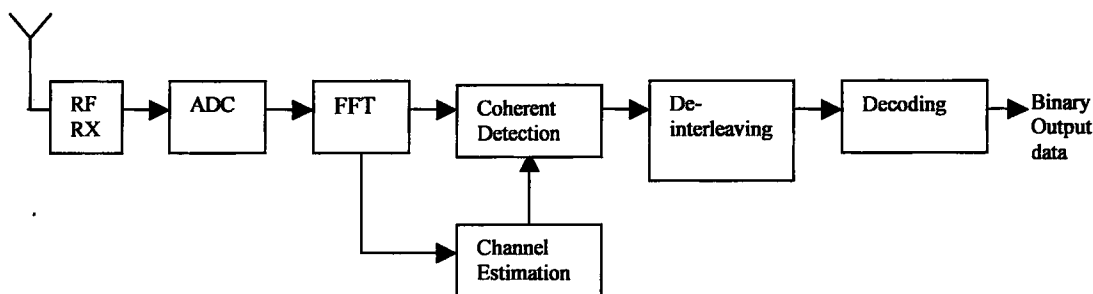 RF
RX
ADC
FFT
Coherent
Detection
De-
interleaving
Decoding
Binary
Output
data
Channel
Estimation